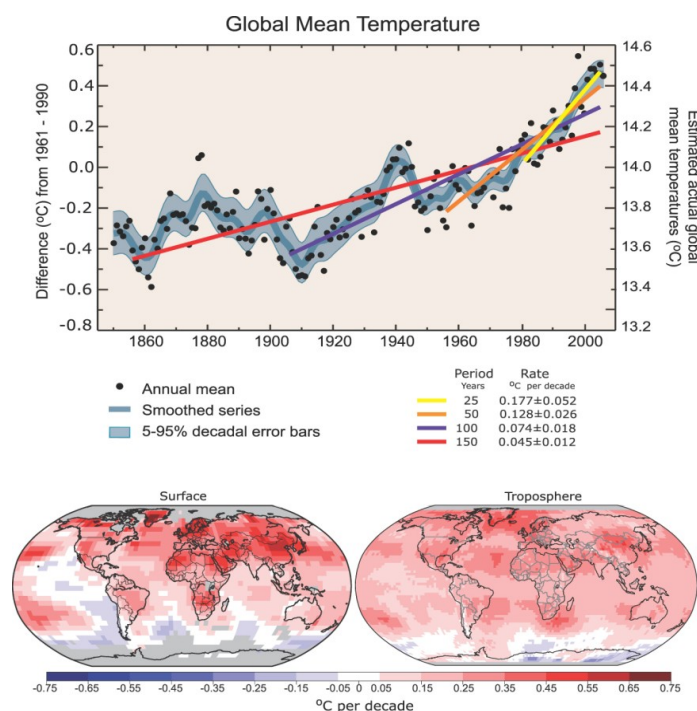 Global Mean Temperature
Difference (ºC) from 1961 - 1990
Estimated actual global
mean temperatures (ºC)
0.6
0.4
0.2
0.0
-0.2
-0.4
-0.6
-0.8
14.6
14.4
14.2
14.0
13.8
13.6
13.4
13.2
1860 1880 1900 1920 1940 1960 1980 2000
Annual mean
Smoothed series
5-95% decadal error bars
Period Rate
Years ºC per decade
25 0.177±0.052
50 0.128±0.026
100 0.074±0.018
150 0.045±0.012
Surface
Troposphere
-0.75 -0.65 -0.55 -0.45 -0.35 -0.25 -0.15 -0.05 0 0.05 0.15 0.25 0.35 0.45 0.55 0.65 0.75
ºC per decade